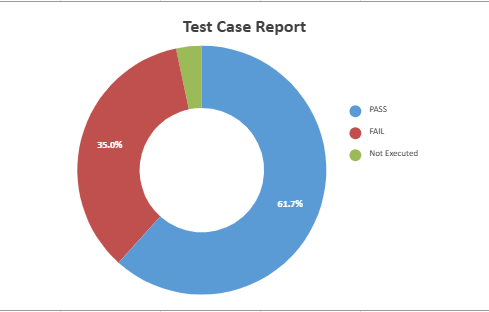 Test Case Report
PASS
FAIL
35.0%
Not Executed
61.7%